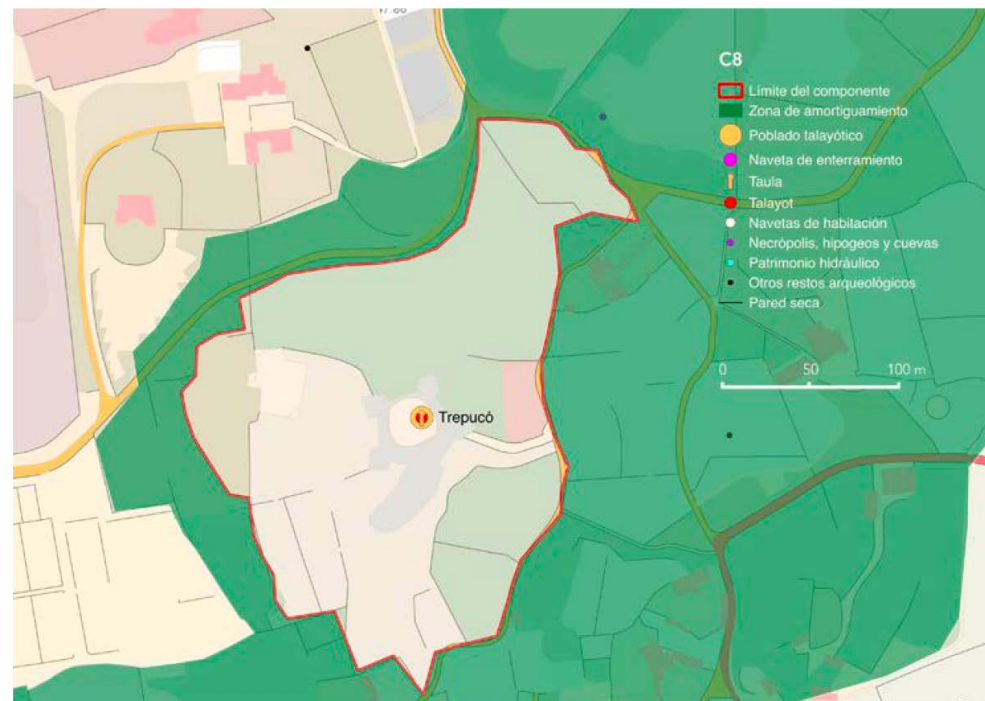 C8
Límite del componente
Zona de amortiguamiento
Poblado talayótico
Naveta de enterramiento
Taula
Talayot
Navetas de habitación
Necrópolis, hipogeos y cuevas
Patrimonio hidráulico
Otros restos arqueológicos
Pared seca
0 50 100 m
Trepucó